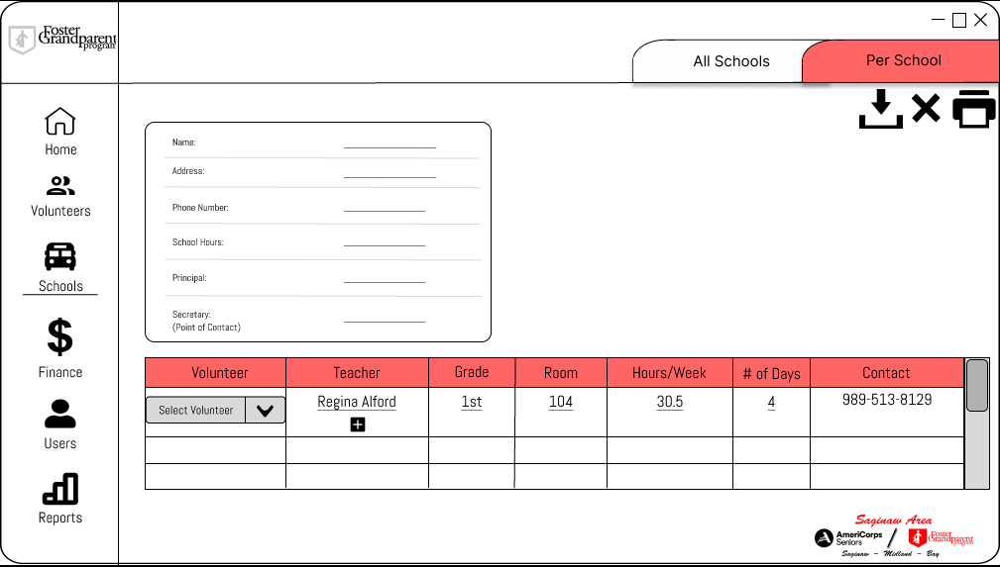 Foster
Grandparent
program
All Schools
Per School
Home
Volunteers
Schools
Finance
Users
Reports
Name:
Address:
Phone Number:
School Hours:
Principal:
Secretary:
(Point of Contact)
Volunteer Teacher Grade Room Hours/Week # of Days Contact
Select Volunteer Regina Alford 1st 104 30.5 4 989-513-8129
Saginaw Area
AmeriCorps
Seniors
Foster
Grandparent
program
Saginaw - Midland - Bay